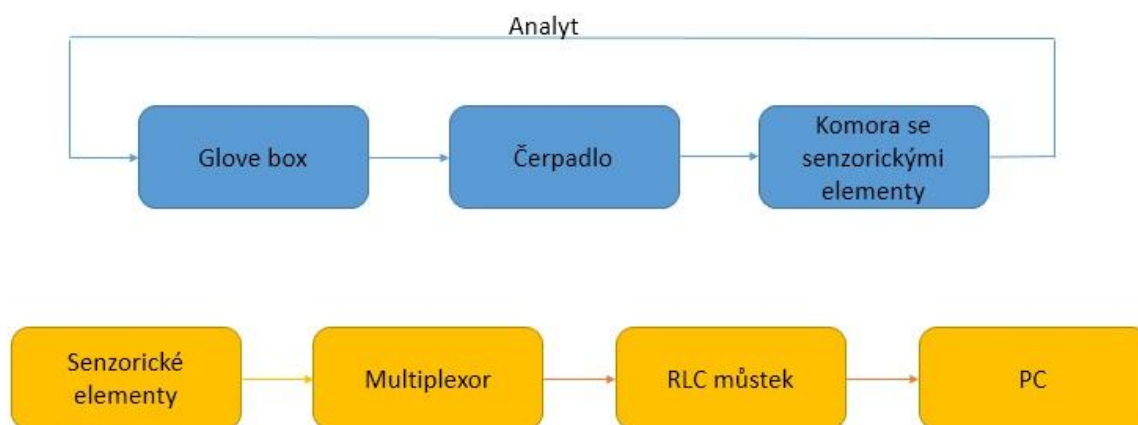 Analyt
Glove box
Čerpadlo
Komora se
senzorickými
elementy
Senzorické
elementy
Multiplexor
RLC můstek
PC